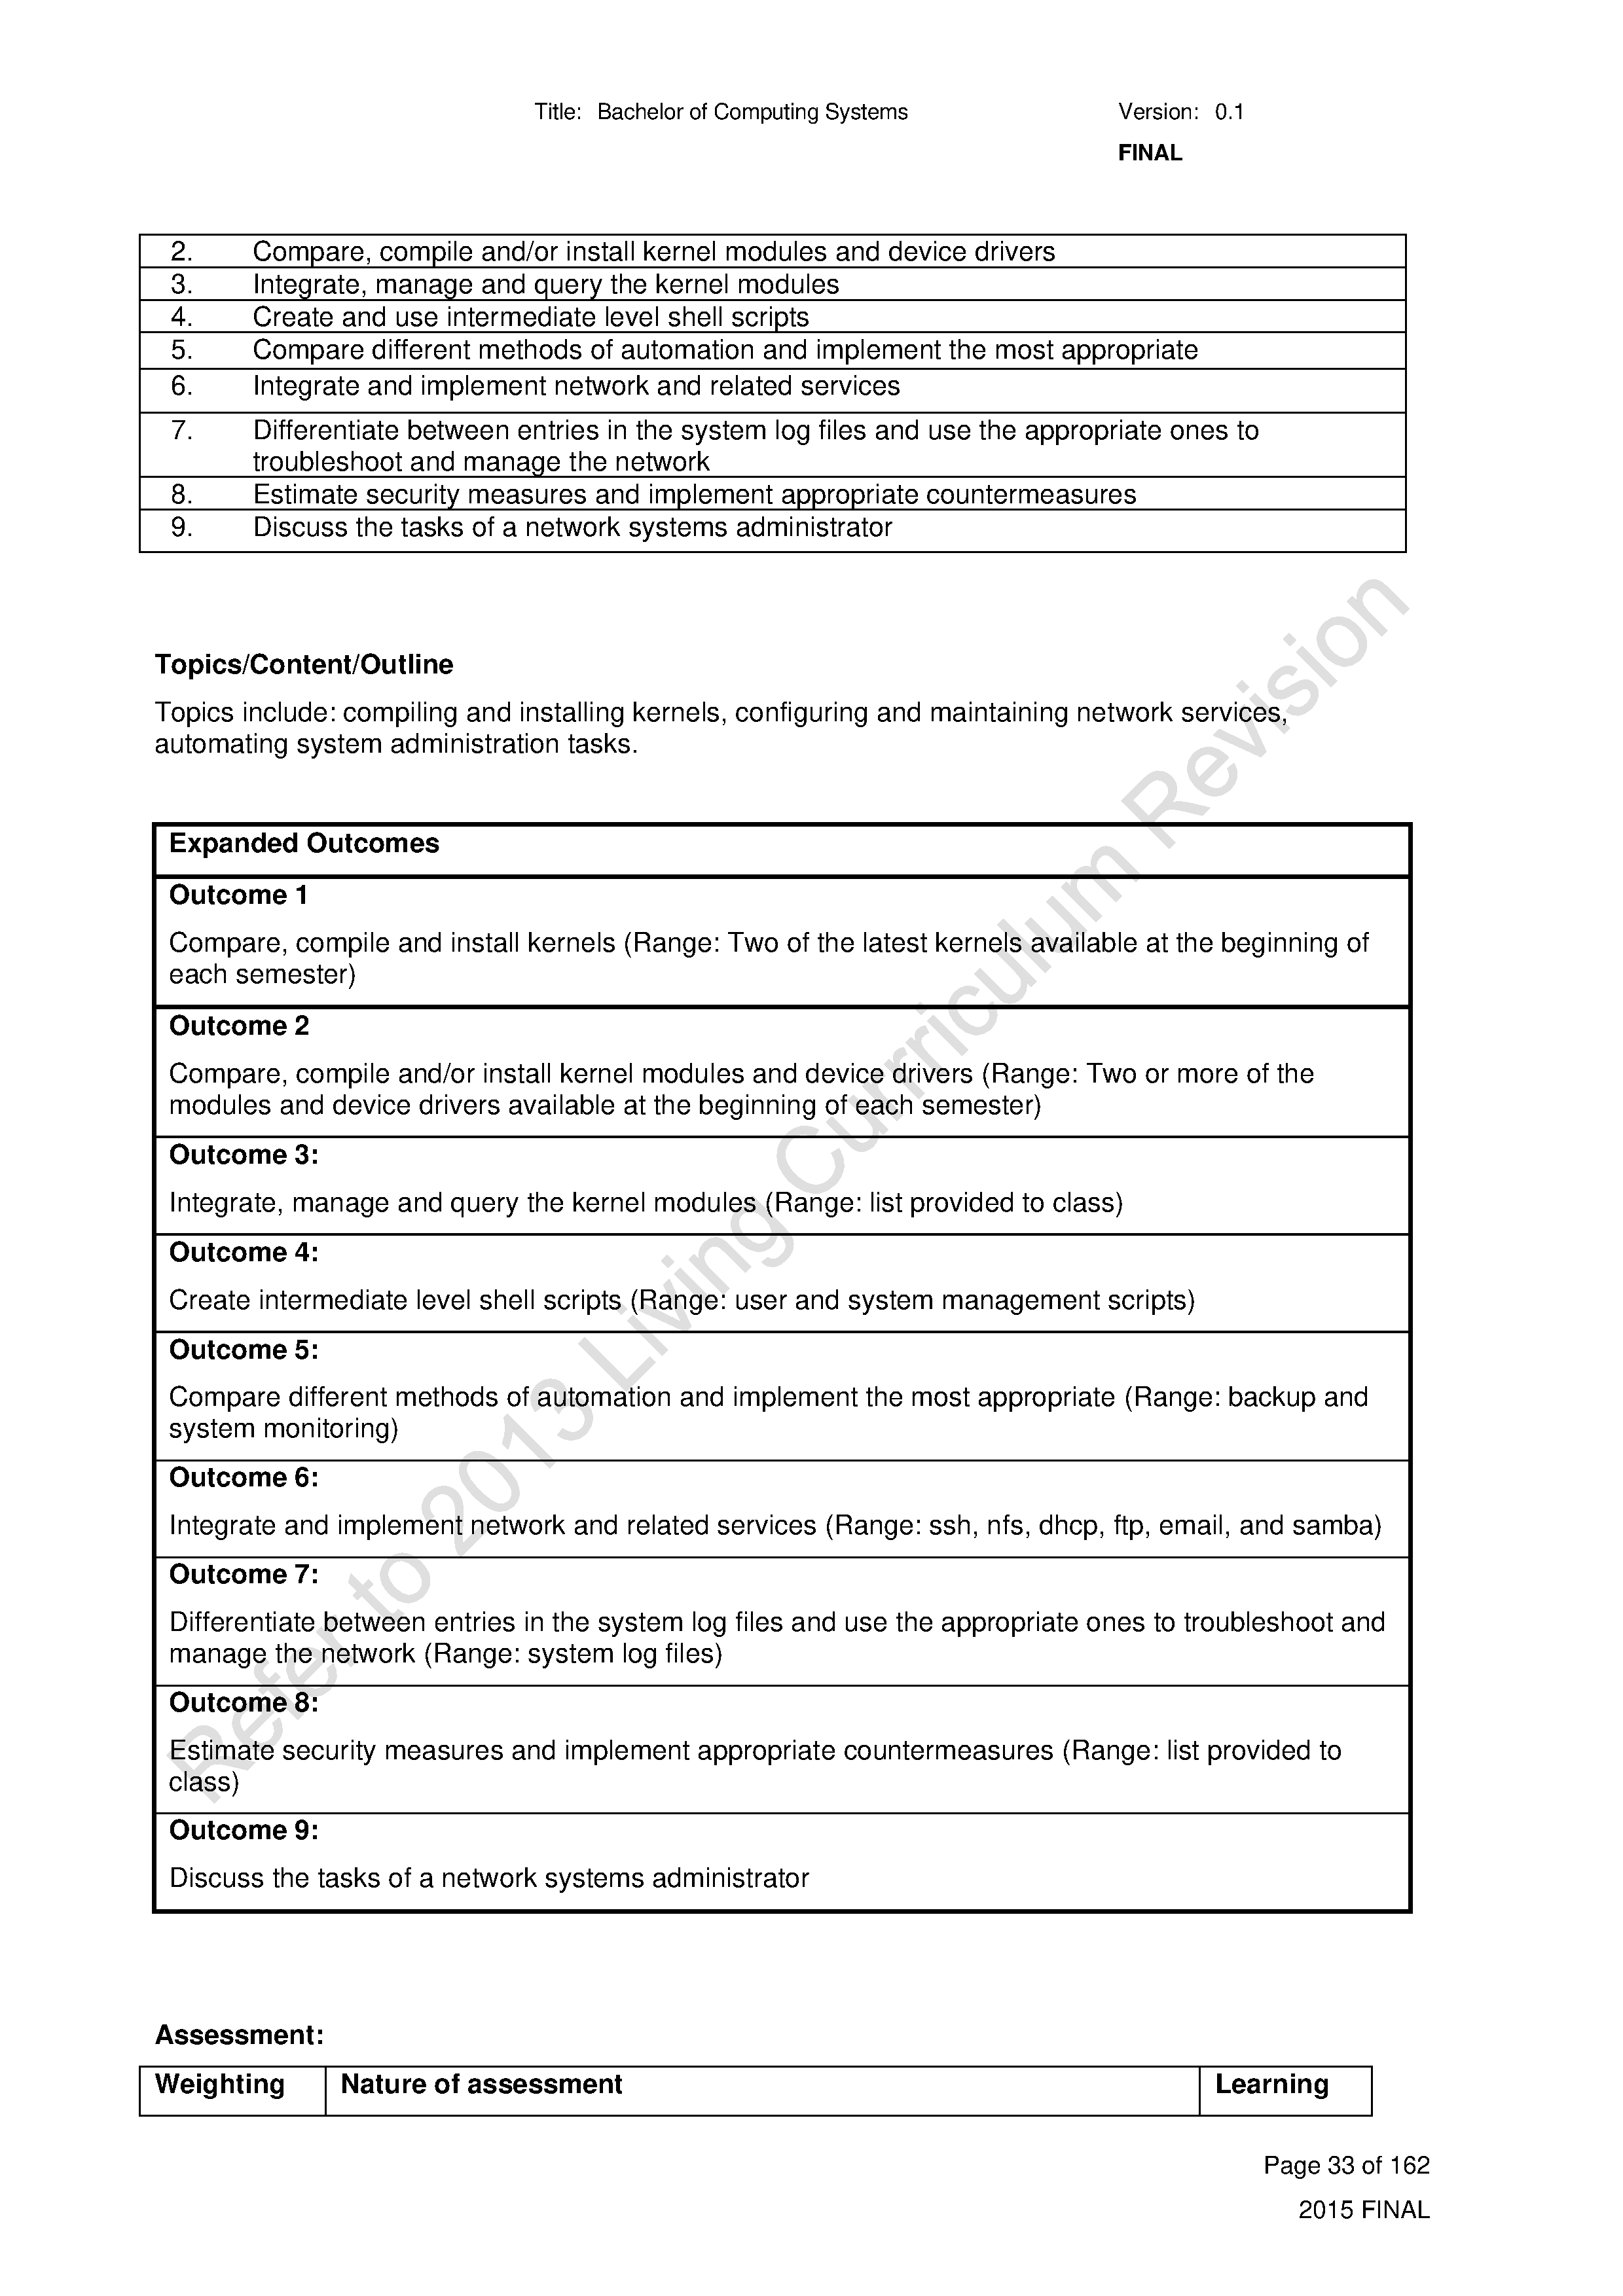 Title: Bachelor of Computing Systems Version: 0.1
FINAL
2. Compare, compile and/or install kernel modules and device drivers
3. Integrate, manage and query the kernel modules
4. Create and use intermediate level shell scripts
5. Compare different methods of automation and implement the most appropriate
6. Integrate and implement network and related services
7. Differentiate between entries in the system log files and use the appropriate ones to
troubleshoot and manage the network
8. Estimate security measures and implement appropriate countermeasures
9. Discuss the tasks of a network systems administrator
Topics/Content/Outline
Topics include: compiling and installing kernels, configuring and maintaining network services,
automating system administration tasks.
Expanded Outcomes
Outcome 1
Compare, compile and install kernels (Range: Two of the latest kernels available at the beginning of
each semester)
Outcome 2
Compare, compile and/or install kernel modules and device drivers (Range: Two or more of the
modules and device drivers available at the beginning of each semester)
Outcome 3:
Integrate, manage and query the kernel modules (Range: list provided to class)
Outcome 4:
Create intermediate level shell scripts (Range: user and system management scripts)
Outcome 5:
Compare different methods of automation and implement the most appropriate (Range: backup and
system monitoring)
Outcome 6:
Integrate and implement network and related services (Range: ssh, nfs, dhcp, ftp, email, and samba)
Outcome 7:
Differentiate between entries in the system log files and use the appropriate ones to troubleshoot and
manage the network (Range: system log files)
Outcome 8:
Estimate security measures and implement appropriate countermeasures (Range: list provided to
class)
Outcome 9:
Discuss the tasks of a network systems administrator
Assessment:
Weighting Nature of assessment Learning
Page 33 of 162
2015 FINAL
Refer to 2013 Living Curriculum Revision